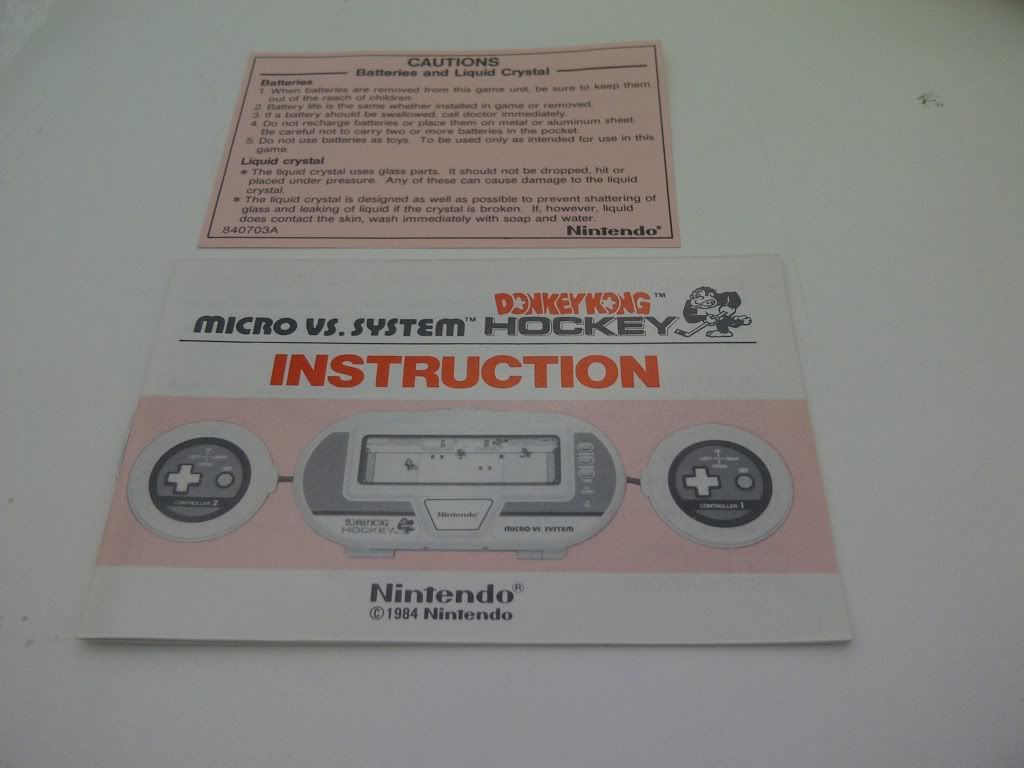 CAUTIONS
Batteries and Liquid Crystal
Batteries
1. When batteries are removed from this game unit, be sure to keep them
out of the reach of children.
2. Battery life is the same whether installed in game or removed.
3. If a battery should be swallowed, call doctor immediately.
4. Do not recharge batteries or place them on metal or aluminum sheet.
Be careful not to carry two or more batteries in the pocket.
5. Do not use batteries as toys. To be used only as intended for use in this
game.
Liquid crystal
* The liquid crystal uses glass parts. It should not be dropped, hit or
placed under pressure. Any of these can cause damage to the liquid
crystal.
* The liquid crystal is designed as well as possible to prevent shattering of
glass and leaking of liquid if the crystal is broken. If, however, liquid
does contact the skin, wash immediately with soap and water.
840703A Nintendo®
DONKEY KONG™
MICRO VS. SYSTEM™ HOCKEY
INSTRUCTION
CONTROLLER 2
DONKEY KONG
HOCKEY
Nintendo®
MICRO VS. SYSTEM
CONTROLLER 1
Nintendo®
©1984 Nintendo